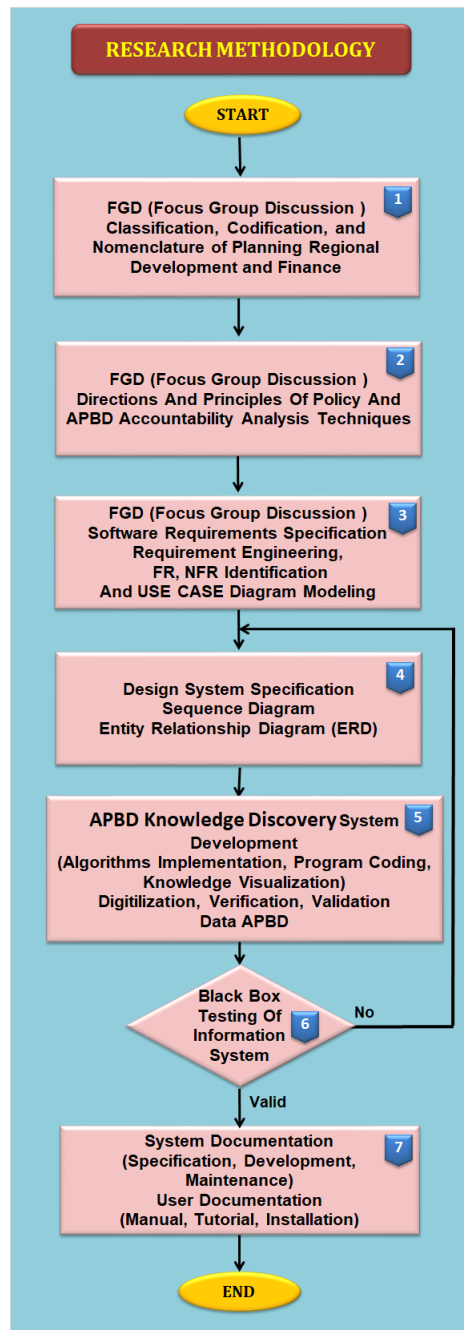 RESEARCH METHODOLOGY
START
1
FGD (Focus Group Discussion )
Classification, Codification, and
Nomenclature of Planning Regional
Development and Finance
2
FGD (Focus Group Discussion )
Directions And Principles Of Policy And
APBD Accountability Analysis Techniques
3
FGD (Focus Group Discussion )
Software Requirements Specification
Requirement Engineering,
FR, NFR Identification
And USE CASE Diagram Modeling
4
Design System Specification
Sequence Diagram
Entity Relationship Diagram (ERD)
5
APBD Knowledge Discovery System
Development
(Algorithms Implementation, Program Coding,
Knowledge Visualization)
Digitilization, Verification, Validation
Data APBD
Black Box
Testing Of
Information
System
6
No
Valid
7
System Documentation
(Specification, Development,
Maintenance)
User Documentation
(Manual, Tutorial, Installation)
END